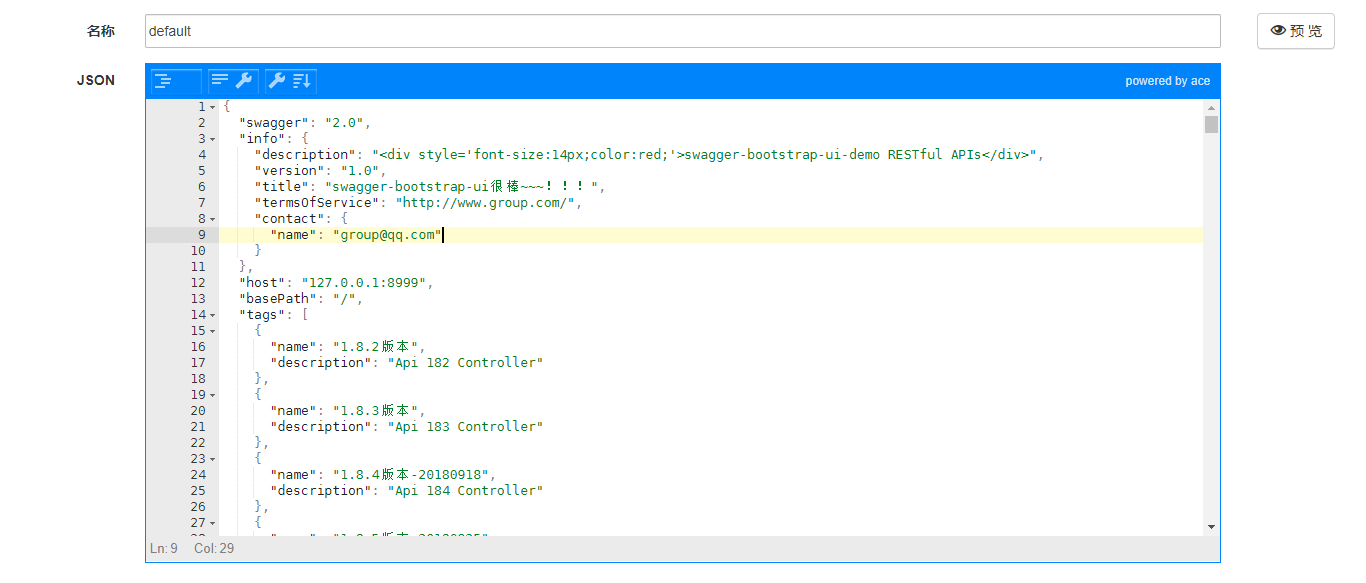 名称
default
预 览
JSON
powered by ace
1 {
2 "swagger": "2.0",
3 "info": {
4 "description": "<div style='font-size:14px;color:red;'>swagger-bootstrap-ui-demo RESTful APIs</div>",
5 "version": "1.0",
6 "title": "swagger-bootstrap-ui很棒~~~！！！",
7 "termsOfService": "http://www.group.com/",
8 "contact": {
9 "name": "group@qq.com"
10 }
11 },
12 "host": "127.0.0.1:8999",
13 "basePath": "/",
14 "tags": [
15 {
16 "name": "1.8.2版本",
17 "description": "Api 182 Controller"
18 },
19 {
20 "name": "1.8.3版本",
21 "description": "Api 183 Controller"
22 },
23 {
24 "name": "1.8.4版本-20180918",
25 "description": "Api 184 Controller"
26 },
27 {
Ln: 9 Col: 29